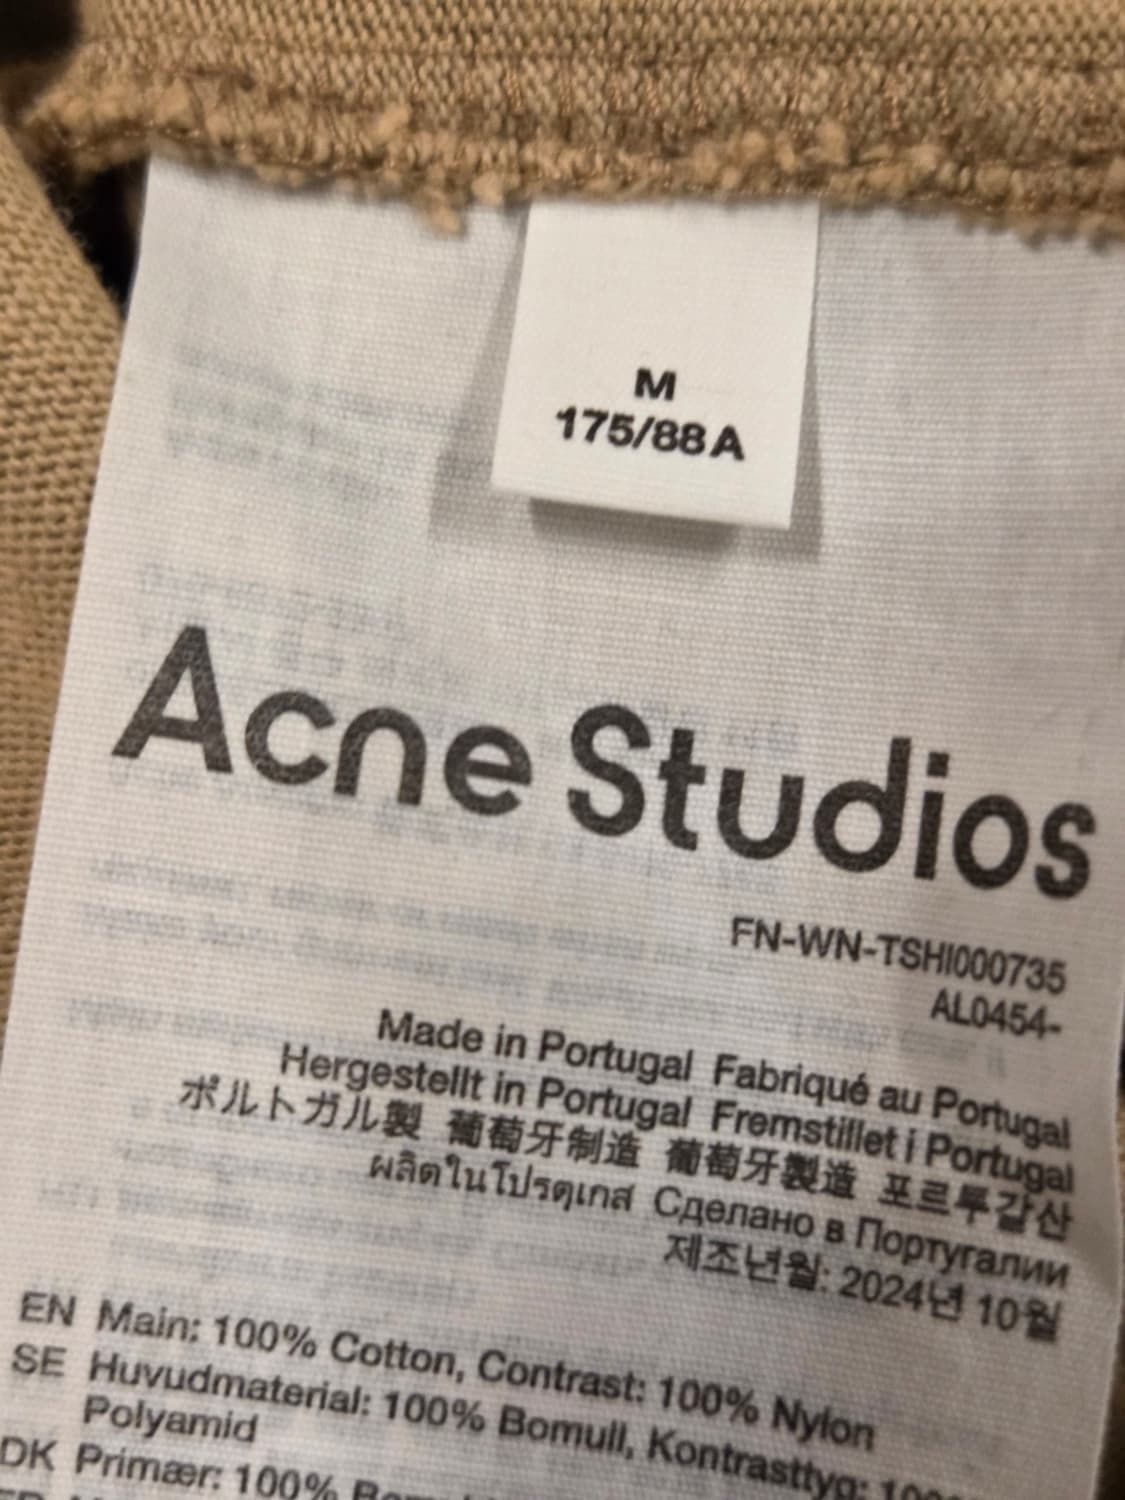 M
175/88A
Acne Studios
FN-WN-TSHI000735
AL0454-
Made in Portugal Fabriqué au Portugal
Hergestellt in Portugal Fremstillet i Portugal
ポルトガル製 葡萄牙制造 葡萄牙製造 포르투갈산
ผลิตในโปรตุเกส Сделано в Португалии
제조년월: 2024년 10월
EN Main: 100% Cotton, Contrast: 100% Nylon
SE Huvudmaterial: 100% Bomull, Kontrasttyg: 100%
Polyamid
DK Primær: 100%